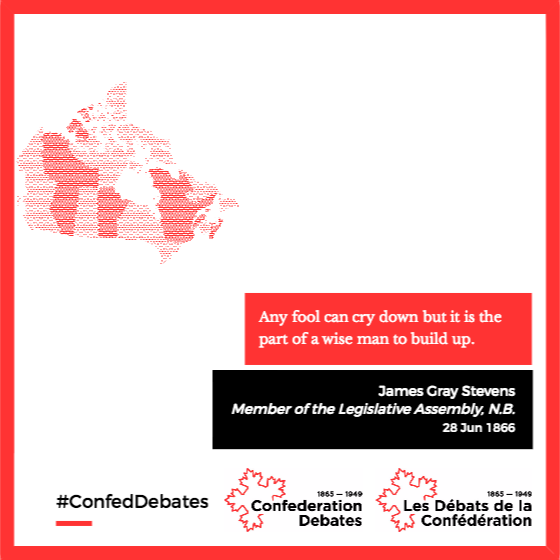 Any fool can cry down but it is the
part of a wise man to build up.
James Gray Stevens
Member of the Legislative Assembly, N.B.
28 Jun 1866
#ConfedDebates
1865 — 1949
Confederation
Debates
1865 — 1949
Les Débats de la
Confédération